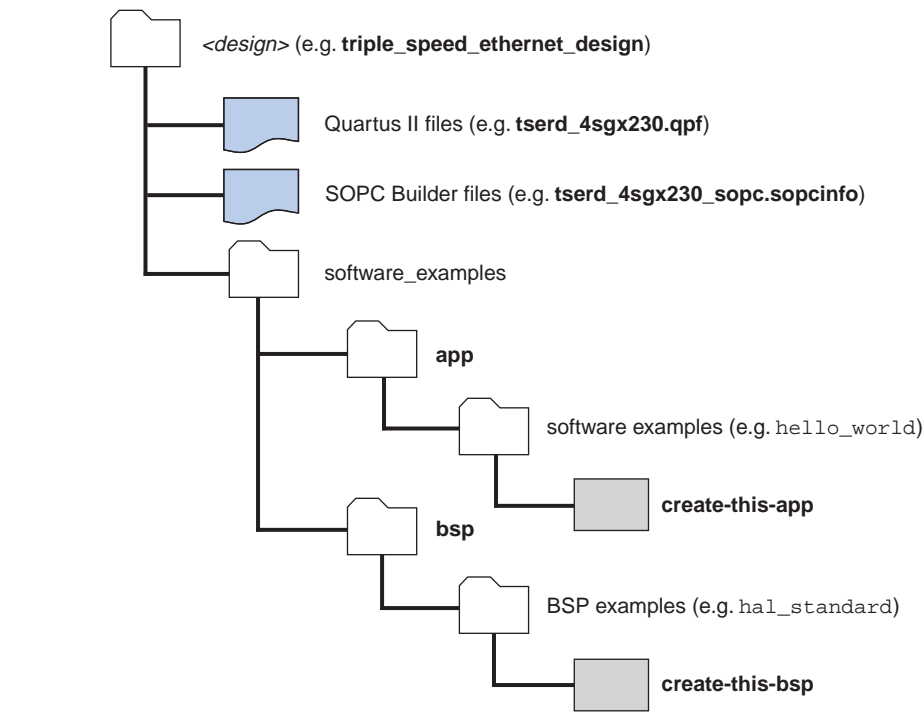 <design> (e.g. triple_speed_ethernet_design)
Quartus II files (e.g. tserd_4sgx230.qpf)
SOPC Builder files (e.g. tserd_4sgx230_sopc.sopcinfo)
software_examples
app
software examples (e.g. hello_world)
create-this-app
bsp
BSP examples (e.g. hal_standard)
create-this-bsp